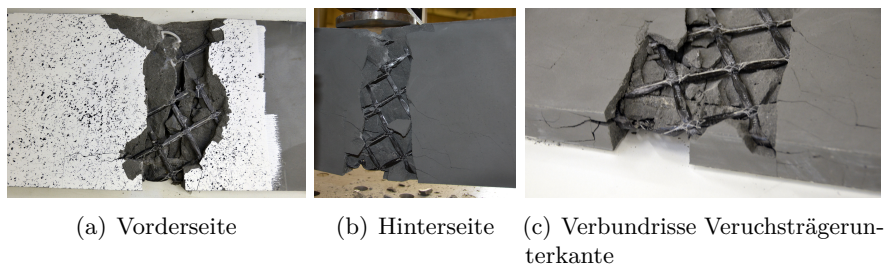 (a) Vorderseite
(b) Hinterseite
(c) Verbundrisse Veruchsträgerun-
terkante